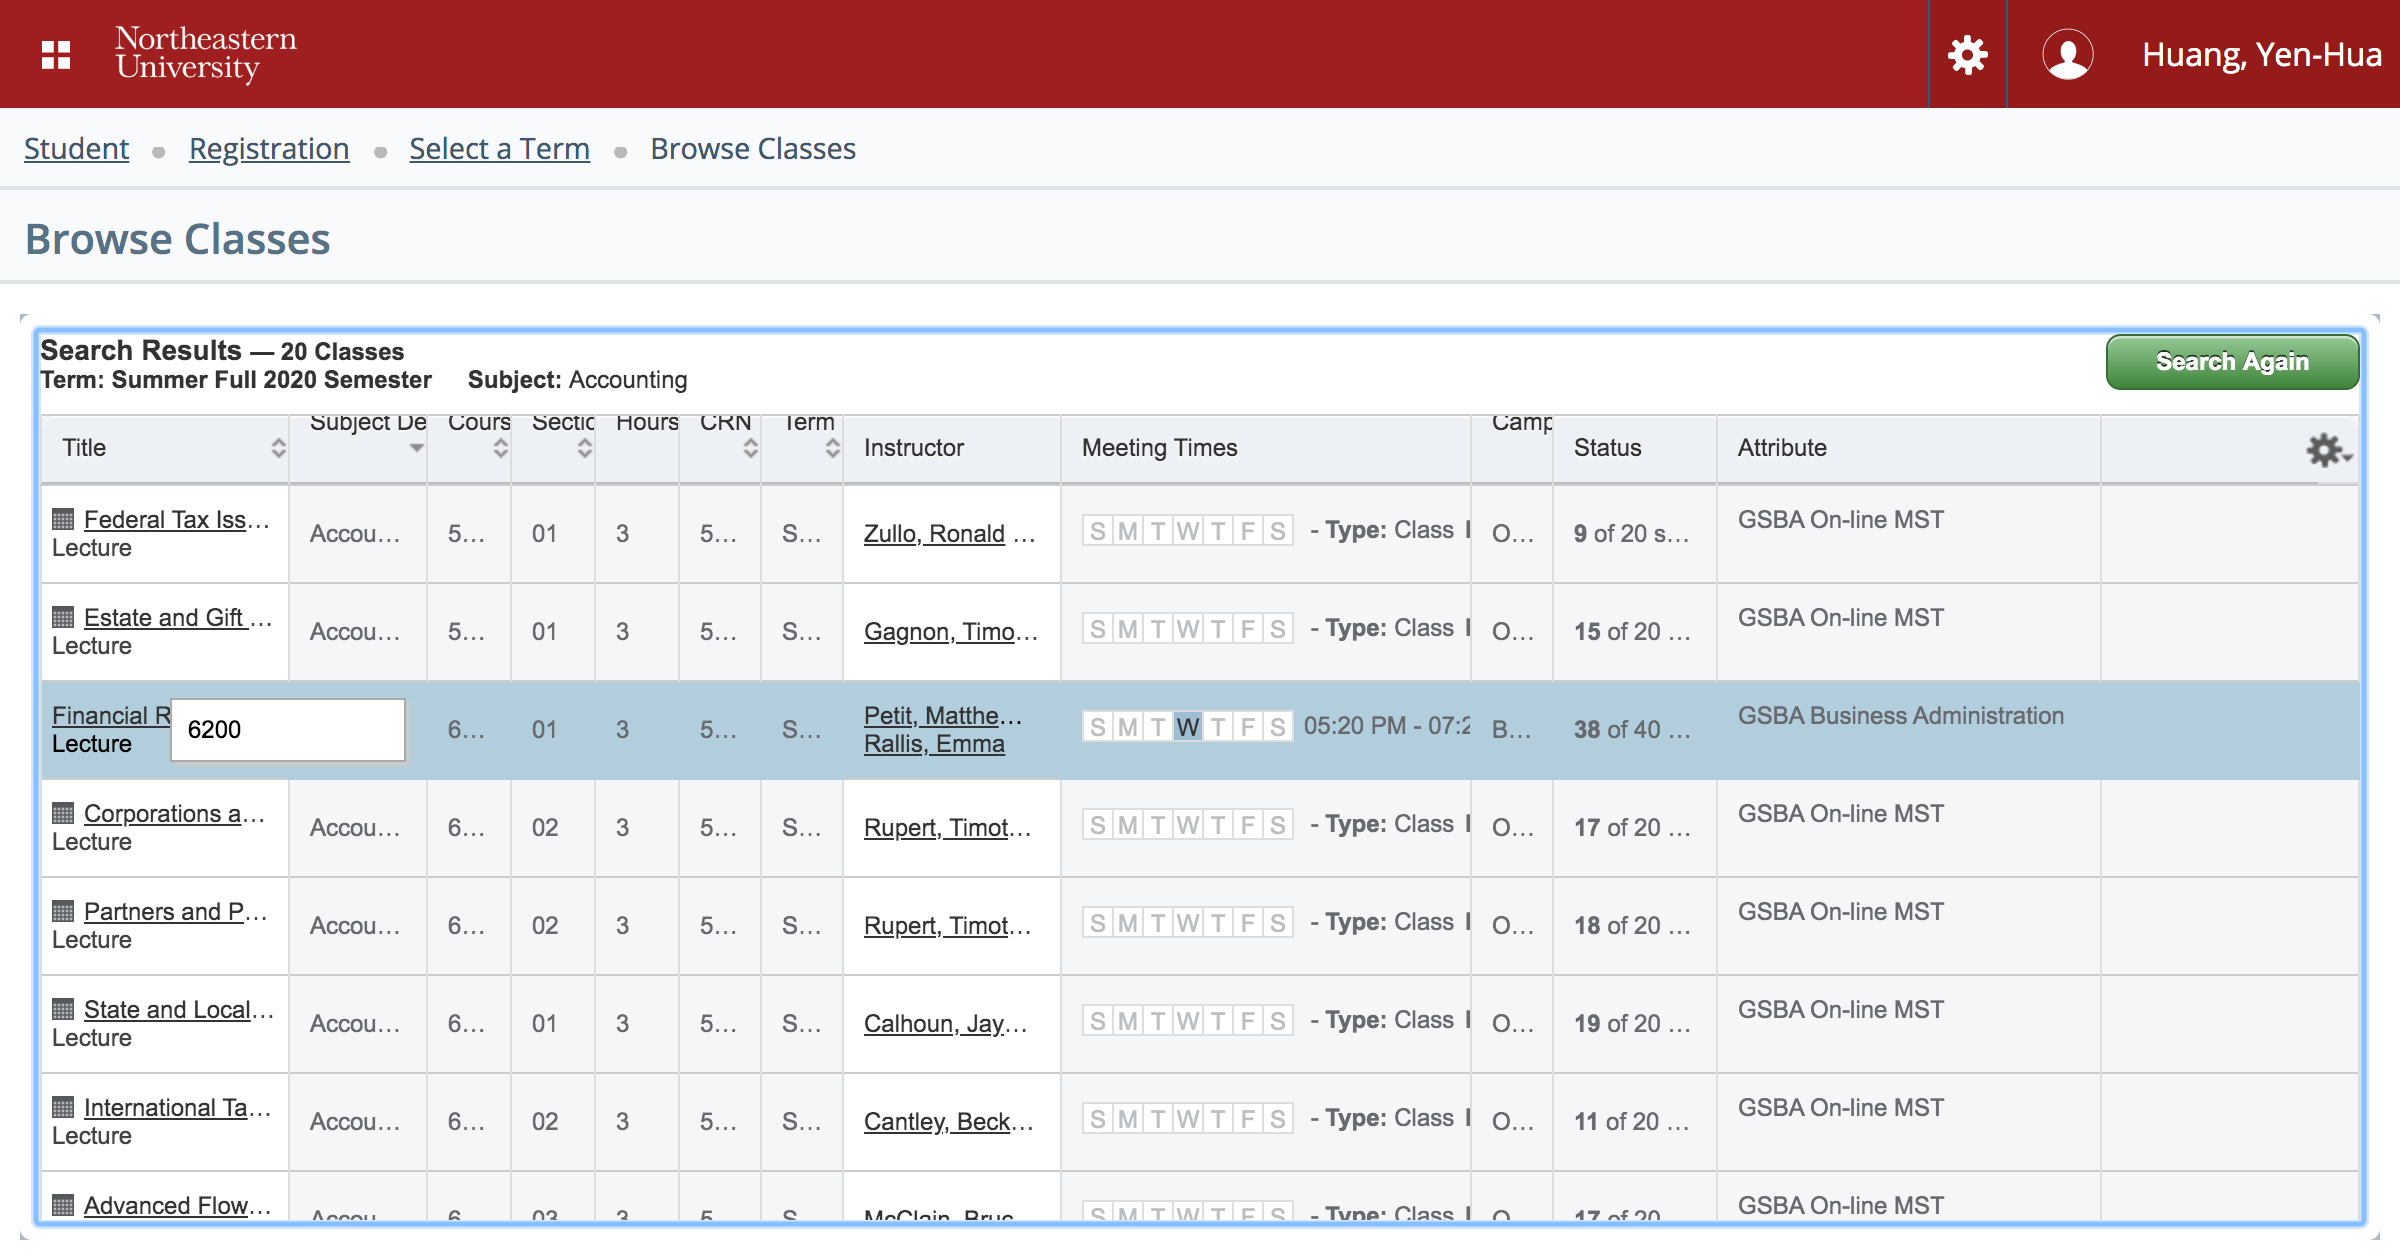 Northeastern
University
Huang, Yen-Hua
Student Registration Select a Term Browse Classes
Browse Classes
Search Results — 20 Classes
Search Again
Term: Summer Full 2020 Semester Subject: Accounting
Title Subject De Cours Sectio Hours CRN Term Instructor Meeting Times Camp Status Attribute
Federal Tax Iss... Accou... 5... 01 3 5... S... Zullo, Ronald ... S M T W T F S - Type: Class O... 9 of 20 s... GSBA On-line MST
Lecture
Estate and Gift ... Accou... 5... 01 3 5... S... Gagnon, Timo... S M T W T F S - Type: Class O... 15 of 20 ... GSBA On-line MST
Lecture
Financial R 6200 6... 01 3 5... S... Petit, Matthe... S M T W T F S 05:20 PM - 07:2 B... 38 of 40 ... GSBA Business Administration
Lecture Rallis, Emma
Corporations a... Accou... 6... 02 3 5... S... Rupert, Timot... S M T W T F S - Type: Class O... 17 of 20 ... GSBA On-line MST
Lecture
Partners and P... Accou... 6... 02 3 5... S... Rupert, Timot... S M T W T F S - Type: Class O... 18 of 20 ... GSBA On-line MST
Lecture
State and Local... Accou... 6... 01 3 5... S... Calhoun, Jay... S M T W T F S - Type: Class O... 19 of 20 ... GSBA On-line MST
Lecture
International Ta... Accou... 6... 02 3 5... S... Cantley, Beck... S M T W T F S - Type: Class O... 11 of 20 ... GSBA On-line MST
Lecture
Advanced Flow... Accou 6 03 3 5 S McClain, Bruc S M T W T F S - Type: Class O 17 of 20 GSBA On-line MST